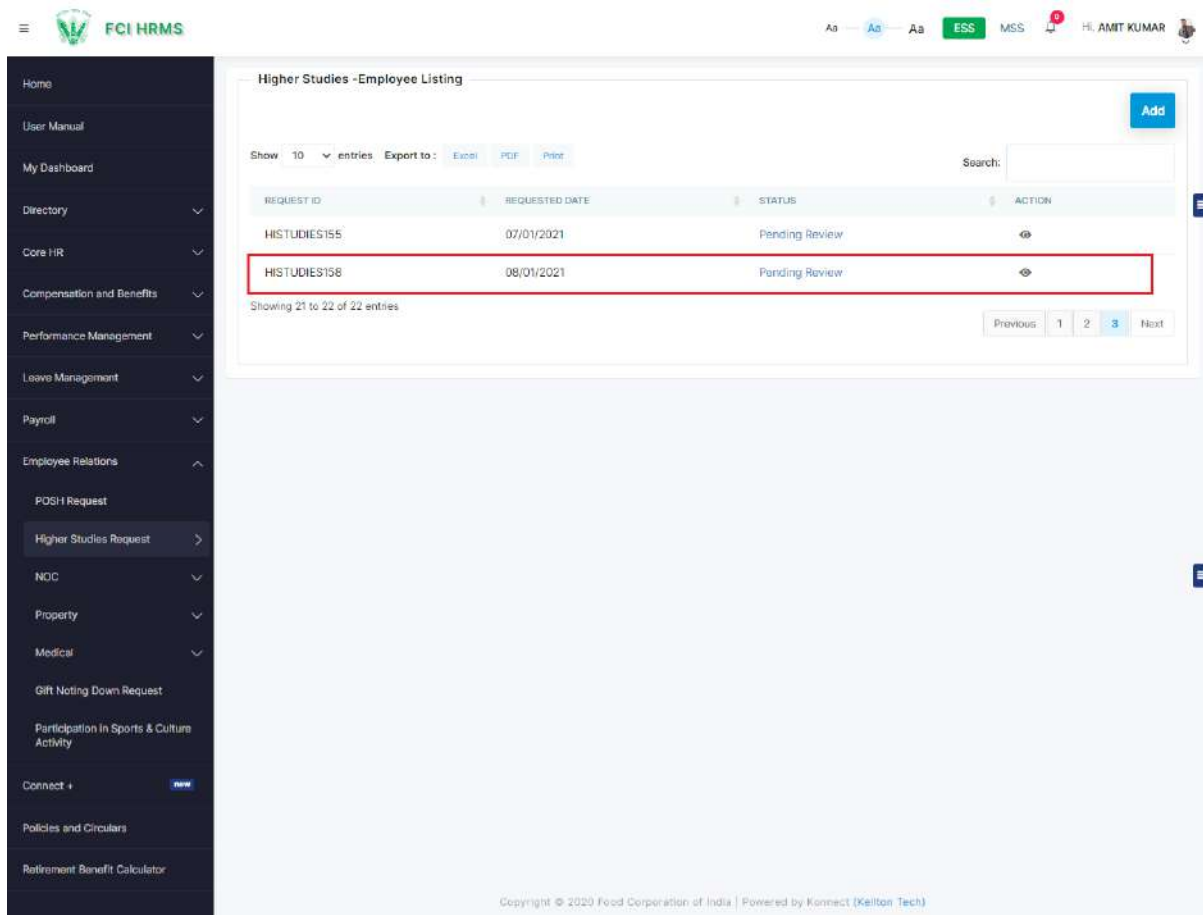 FCI HRMS
Aa Aa Aa ESS MSS 0 Hi, AMIT KUMAR
Home
User Manual
My Dashboard
Directory
Core HR
Compensation and Benefits
Performance Management
Leave Management
Payroll
Employee Relations
POSH Request
Higher Studies Request
NOC
Property
Medical
Gift Noting Down Request
Participation in Sports & Culture
Activity
Connect + new
Policies and Circulars
Retirement Benefit Calculator
Higher Studies -Employee Listing
Add
Show 10 entries Export to : Excel PDF Print Search:
REQUEST ID REQUESTED DATE STATUS ACTION
HISTUDIES155 07/01/2021 Pending Review
HISTUDIES158 08/01/2021 Pending Review
Showing 21 to 22 of 22 entries
Previous 1 2 3 Next
Copyright © 2020 Food Corporation of India | Powered by Konnect (Kellton Tech)